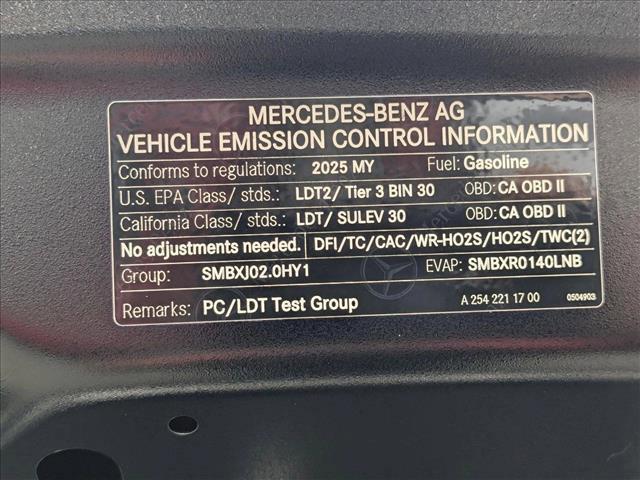 MERCEDES-BENZ AG
VEHICLE EMISSION CONTROL INFORMATION
Conforms to regulations: 2025 MY Fuel: Gasoline
U.S. EPA Class/ stds.: LDT2/ Tier 3 BIN 30 OBD: CA OBD II
California Class/ stds.: LDT/ SULEV 30 OBD: CA OBD II
No adjustments needed. DFI/TC/CAC/WR-HO2S/HO2S/TWC(2)
Group: SMBXJ02.0HY1 EVAP: SMBXR0140LNB
Remarks: PC/LDT Test Group A 254 221 17 00 0504903